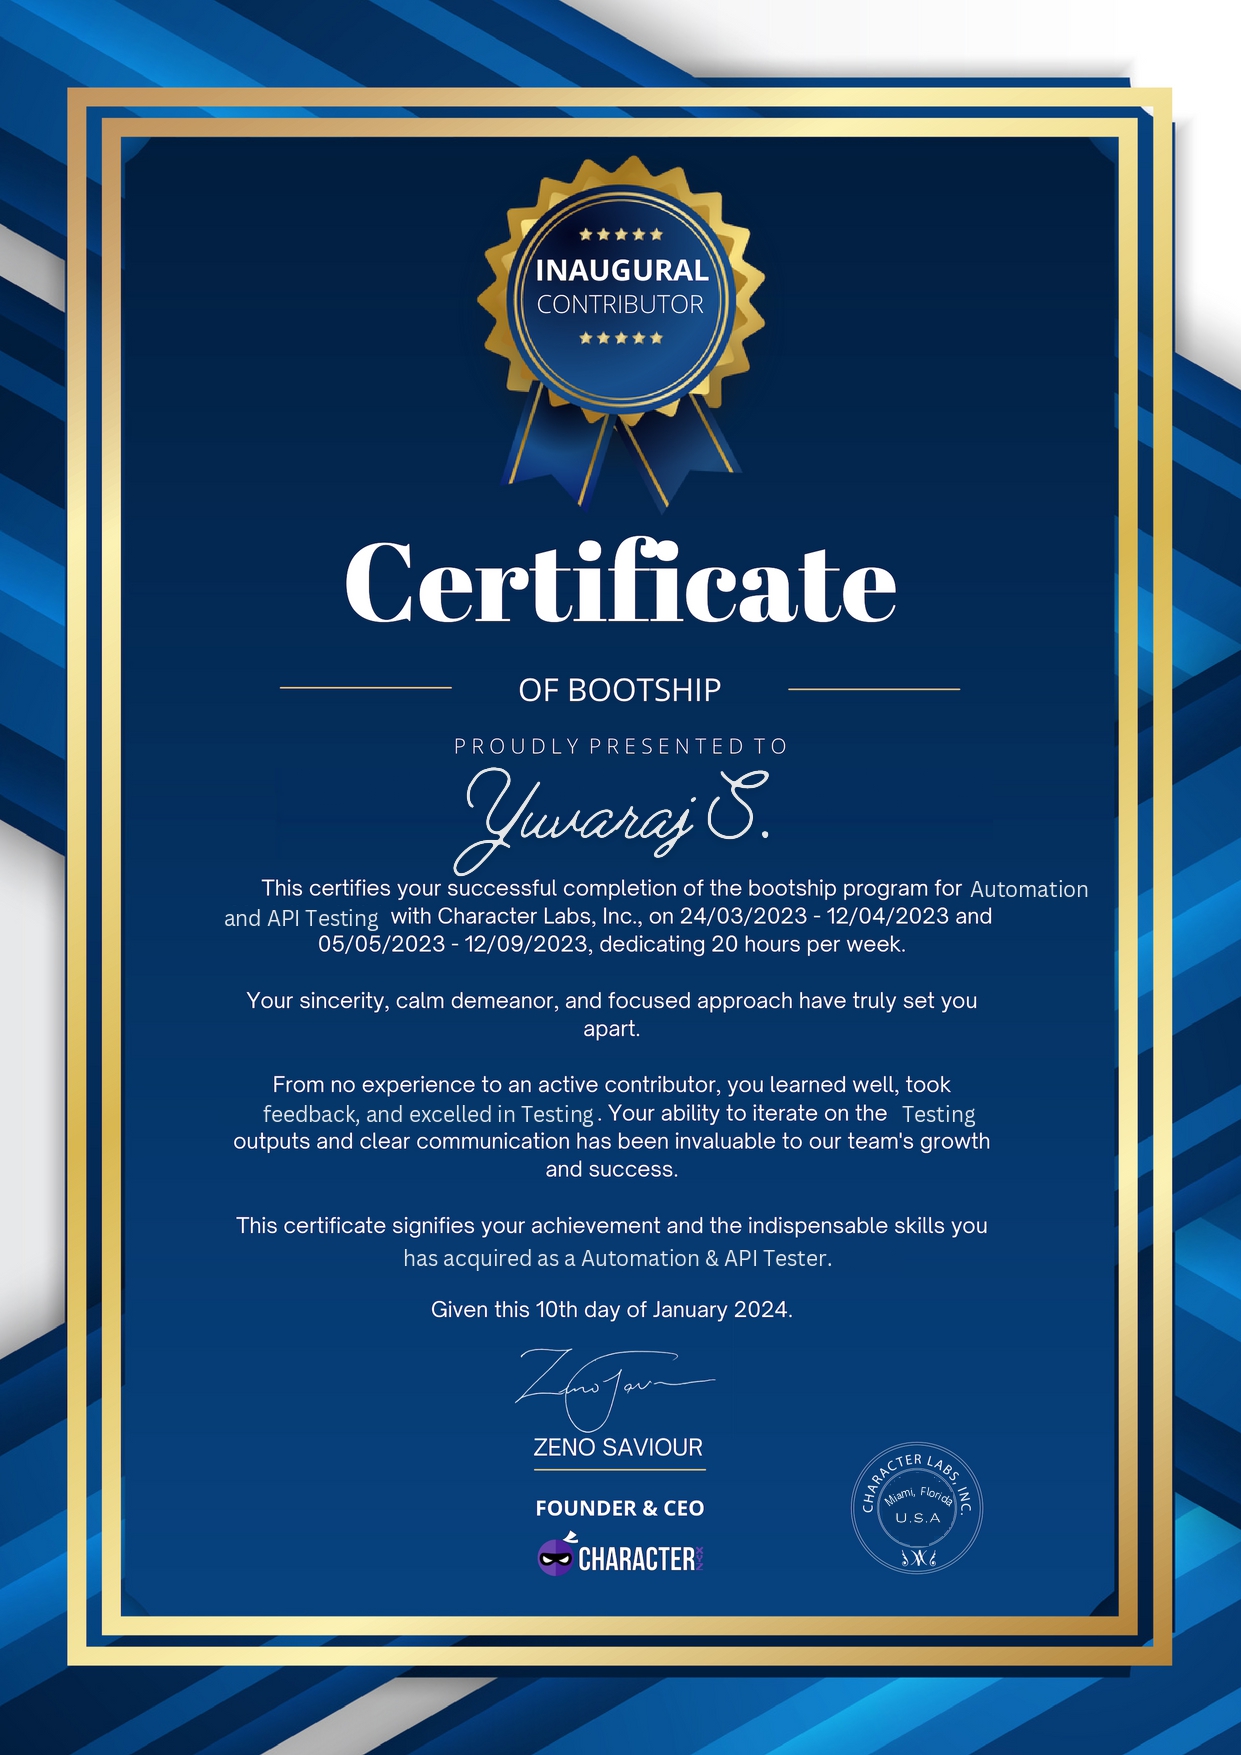 INAUGURAL
CONTRIBUTOR
Certificate
OF BOOTSHIP
PROUDLY PRESENTED TO
Yuvaraj S.
This certifies your successful completion of the bootship program for Automation
and API Testing with Character Labs, Inc., on 24/03/2023 - 12/04/2023 and
05/05/2023 - 12/09/2023, dedicating 20 hours per week.
Your sincerity, calm demeanor, and focused approach have truly set you
apart.
From no experience to an active contributor, you learned well, took
feedback, and excelled in Testing. Your ability to iterate on the Testing
outputs and clear communication has been invaluable to our team's growth
and success.
This certificate signifies your achievement and the indispensable skills you
has acquired as a Automation & API Tester.
Given this 10th day of January 2024.
ZENO SAVIOUR
FOUNDER & CEO
CHARACTER
CHARACTER LABS, INC.
Miami, Florida
U.S.A